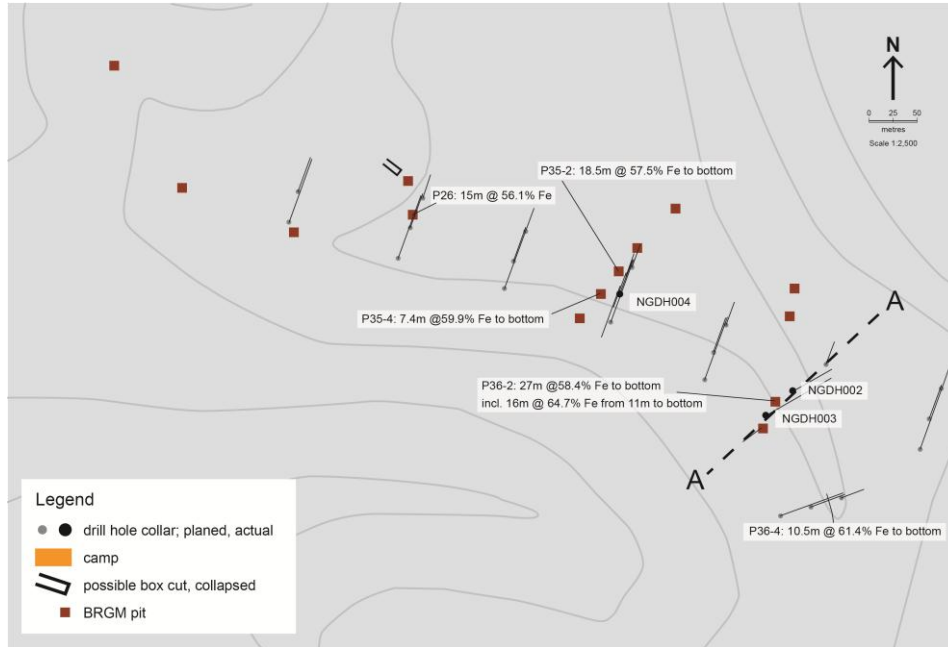 N
0 25 50
metres
Scale 1:2,500
P35-2: 18.5m @ 57.5% Fe to bottom
P26: 15m @ 56.1% Fe
NGDH004
P35-4: 7.4m @59.9% Fe to bottom
A
P36-2: 27m @58.4% Fe to bottom
incl. 16m @ 64.7% Fe from 11m to bottom
NGDH002
NGDH003
A
P36-4: 10.5m @ 61.4% Fe to bottom
Legend
drill hole collar; planed, actual
camp
possible box cut, collapsed
BRGM pit